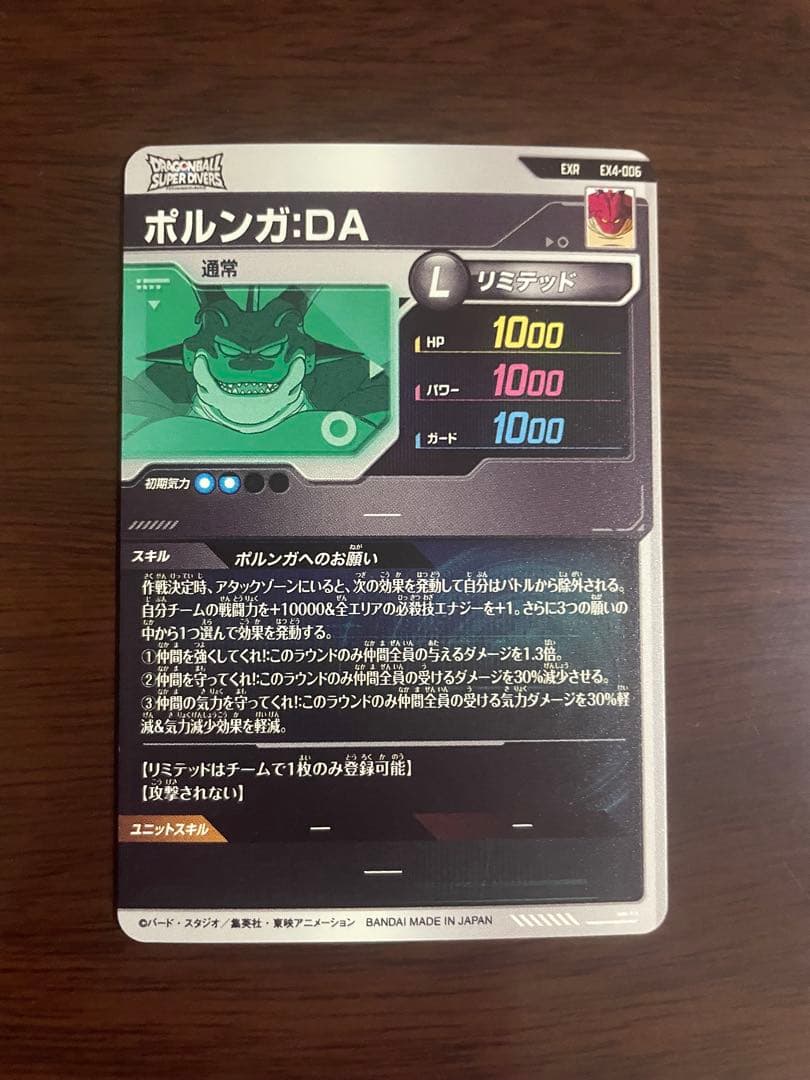 DRAGONBALL
SUPER DIVERS
EXR EX4-006
ポルンガ:DA
通常
L リミテッド
HP 1000
パワー 1000
ガード 1000
初期気力
スキル ポルンガへのお願い
作戦決定時、アタックゾーンにいると、次の効果を発動して自分はバトルから除外される。
自分チームの戦闘力を+10000&全エリアの必殺技エナジーを+1。さらに3つの願いの
中から1つ選んで効果を発動する。
①仲間を強くしてくれ!:このラウンドのみ仲間全員の与えるダメージを1.3倍。
②仲間を守ってくれ!:このラウンドのみ仲間全員の受けるダメージを30%減少させる。
③仲間の気力を守ってくれ!:このラウンドのみ仲間全員の受ける気力ダメージを30%軽
減&気力減少効果を軽減。
【リミテッドはチームで1枚のみ登録可能】
【攻撃されない】
ユニットスキル ― ―
©バード・スタジオ/集英社・東映アニメーション BANDAI MADE IN JAPAN